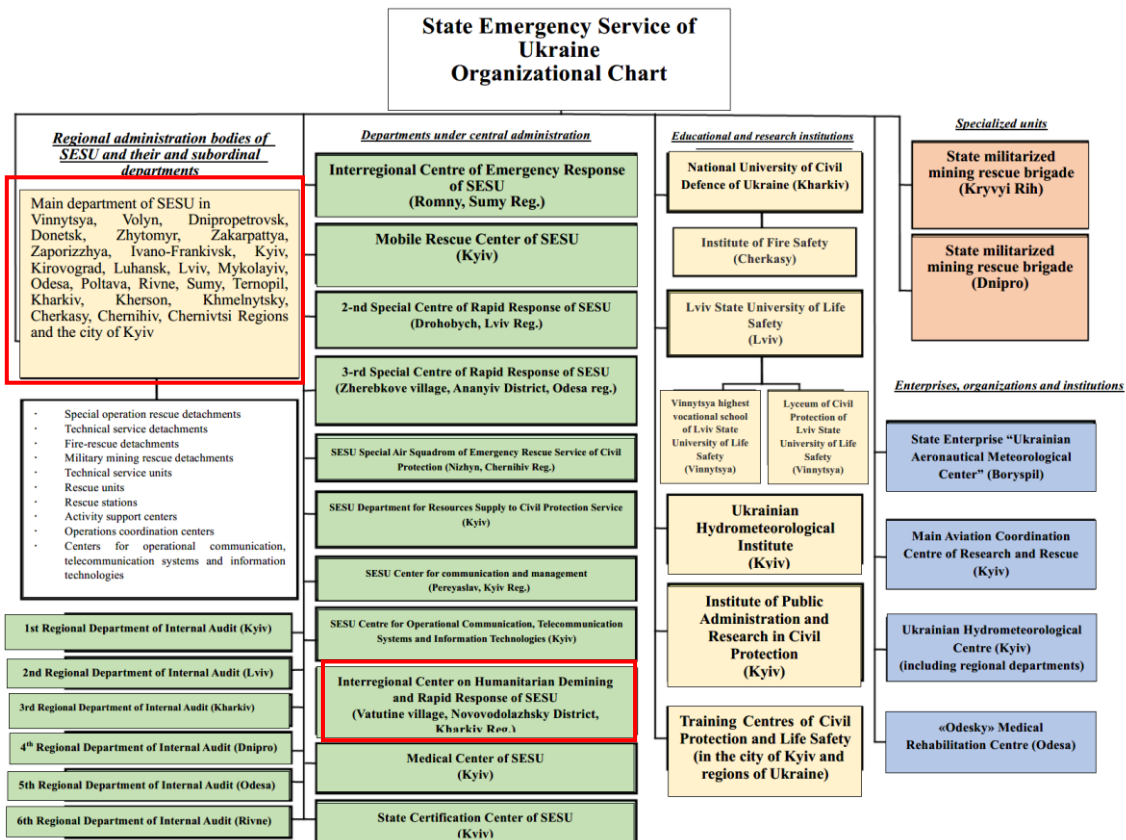 State Emergency Service of
Ukraine
Organizational Chart
Regional administration bodies of
SESU and their and subordinal
departments
Main department of SESU in
Vinnytsya, Volyn, Dnipropetrovsk,
Donetsk, Zhytomyr, Zakarpattya,
Zaporizzhya, Ivano-Frankivsk, Kyiv,
Kirovograd, Luhansk, Lviv, Mykolayiv,
Odesa, Poltava, Rivne, Sumy, Ternopil,
Kharkiv, Kherson, Khmelnytsky,
Cherkasy, Chernihiv, Chernivtsi Regions
and the city of Kyiv
· Special operation rescue detachments
· Technical service detachments
· Fire-rescue detachments
· Military mining rescue detachments
· Technical service units
· Rescue units
· Rescue stations
· Activity support centers
· Operations coordination centers
· Centers for operational communication,
telecommunication systems and information
technologies
1st Regional Department of Internal Audit (Kyiv)
2nd Regional Department of Internal Audit (Lviv)
3rd Regional Department of Internal Audit (Kharkiv)
4th Regional Department of Internal Audit (Dnipro)
5th Regional Department of Internal Audit (Odesa)
6th Regional Department of Internal Audit (Rivne)
Departments under central administration
Interregional Centre of Emergency Response
of SESU
(Romny, Sumy Reg.)
Mobile Rescue Center of SESU
(Kyiv)
2-nd Special Centre of Rapid Response of SESU
(Drohobych, Lviv Reg.)
3-rd Special Centre of Rapid Response of SESU
(Zherebkove village, Ananyiv District, Odesa reg.)
SESU Special Air Squadrom of Emergency Rescue Service of Civil
Protection (Nizhyn, Chernihiv Reg.)
SESU Department for Resources Supply to Civil Protection Service
(Kyiv)
SESU Center for communication and management
(Pereyaslav, Kyiv Reg.)
SESU Centre for Operational Communication, Telecommunication
Systems and Information Technologies (Kyiv)
Interregional Center on Humanitarian Demining
and Rapid Response of SESU
(Vatutine village, Novovodolazhsky District,
Kharkiv Reg.)
Medical Center of SESU
(Kyiv)
State Certification Center of SESU
(Kyiv)
Educational and research institutions
National University of Civil
Defence of Ukraine (Kharkiv)
Institute of Fire Safety
(Cherkasy)
Lviv State University of Life
Safety
(Lviv)
Vinnytsya highest
vocational school
of Lviv State
University of Life
Safety
(Vinnytsya)
Lyceum of Civil
Protection of
Lviv State
University of Life
Safety
(Vinnytsya)
Ukrainian
Hydrometeorological
Institute
(Kyiv)
Institute of Public
Administration and
Research in Civil
Protection
(Kyiv)
Training Centres of Civil
Protection and Life Safety
(in the city of Kyiv and
regions of Ukraine)
Specialized units
State militarized
mining rescue brigade
(Kryvyi Rih)
State militarized
mining rescue brigade
(Dnipro)
Enterprises, organizations and institutions
State Enterprise “Ukrainian
Aeronautical Meteorological
Center” (Boryspil)
Main Aviation Coordination
Centre of Research and Rescue
(Kyiv)
Ukrainian Hydrometeorological
Centre (Kyiv)
(including regional departments)
«Odesky» Medical
Rehabilitation Centre (Odesa)